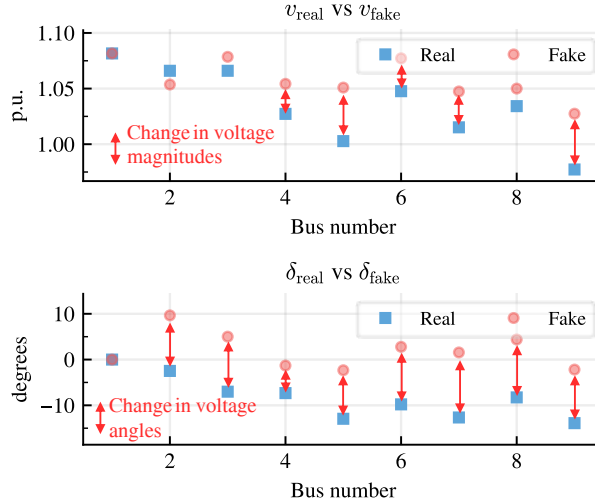 v_real vs v_fake
1.10
1.05
1.00
p.u.
Real
Fake
Change in voltage
magnitudes
2
4
6
8
Bus number
δ_real vs δ_fake
10
0
−10
degrees
Real
Fake
Change in voltage
angles
2
4
6
8
Bus number